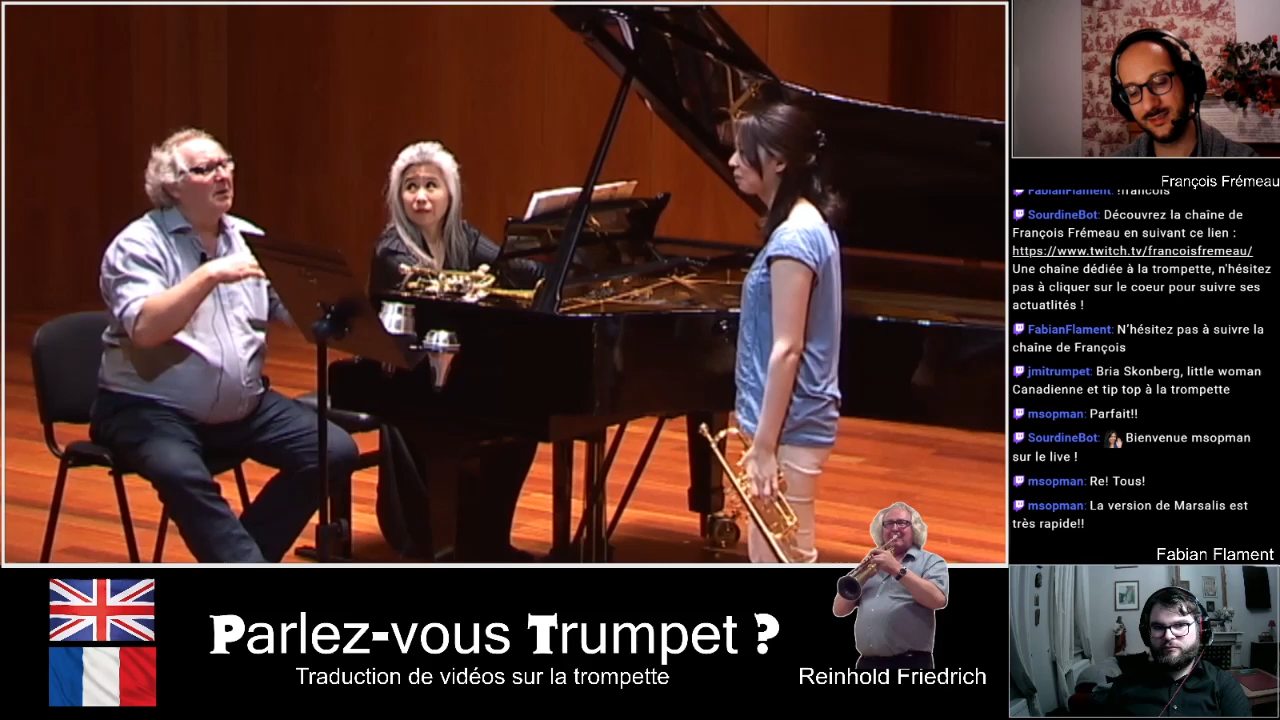 François Frémeau
FabianFlament: !francois
SourdineBot: Découvrez la chaîne de
François Frémeau en suivant ce lien :
https://www.twitch.tv/francoisfremeau/
Une chaîne dédiée à la trompette, n'hésitez
pas à cliquer sur le coeur pour suivre ses
actuatlités !
FabianFlament: N'hésitez pas à suivre la
chaîne de François
jmitrumpet: Bria Skonberg, little woman
Canadienne et tip top à la trompette
msopman: Parfait!!
SourdineBot: Bienvenue msopman
sur le live !
msopman: Re! Tous!
msopman: La version de Marsalis est
très rapide!!
Fabian Flament
Parlez-vous Trumpet ?
Traduction de vidéos sur la trompette
Reinhold Friedrich